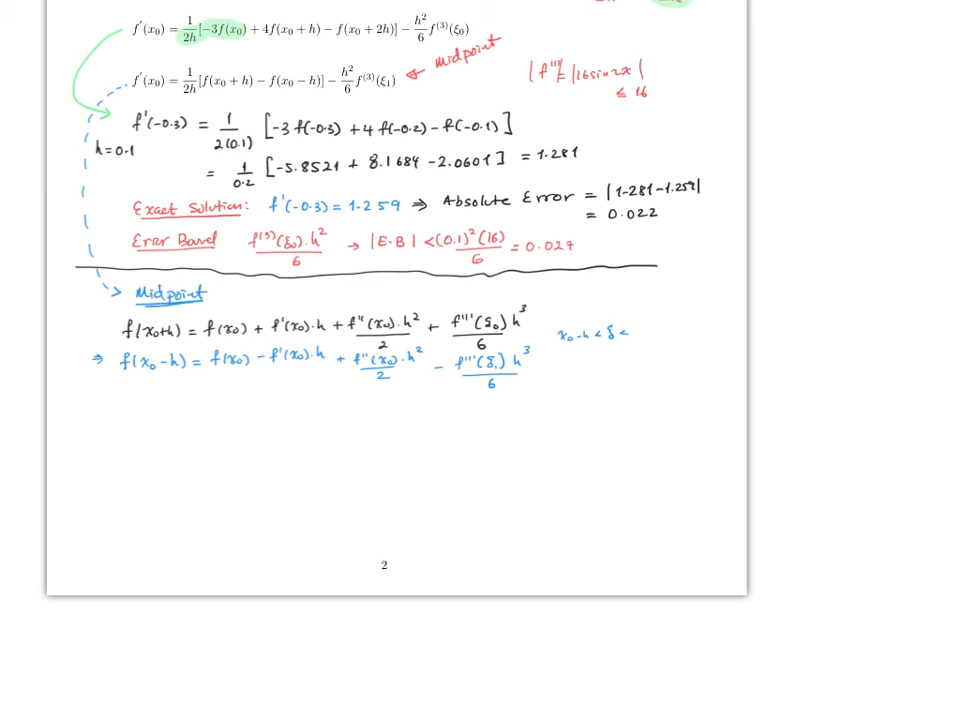 f′(x₀) = 1/2h [−3f(x₀) + 4f(x₀ + h) − f(x₀ + 2h)] − h²/6 f⁽³⁾(ξ₀)
Midpoint
f′(x₀) = 1/2h [f(x₀ + h) − f(x₀ − h)] − h²/6 f⁽³⁾(ξ₁)
|f'''| = |16 sin 2x|
≤ 16
f'(-0.3) = 1/2(0.1) [-3 f(-0.3) + 4 f(-0.2) - f(-0.1)]
h = 0.1
= 1/0.2 [-5.8521 + 8.1684 - 2.0601] = 1.281
Exact Solution: f'(-0.3) = 1.259 ⇒ Absolute Error = |1.281 - 1.259|
= 0.022
Error Bound f⁽³⁾(ξ₀).h²/6 → |E.B| < (0.1)²(16)/6 = 0.027
Midpoint
f(x₀+h) = f(x₀) + f'(x₀).h + f''(x₀).h²/2 + f'''(ξ₀) h³/6
x₀-h < ξ <
⇒ f(x₀-h) = f(x₀) - f'(x₀).h + f''(x₀).h²/2 - f'''(ξ₁) h³/6
2